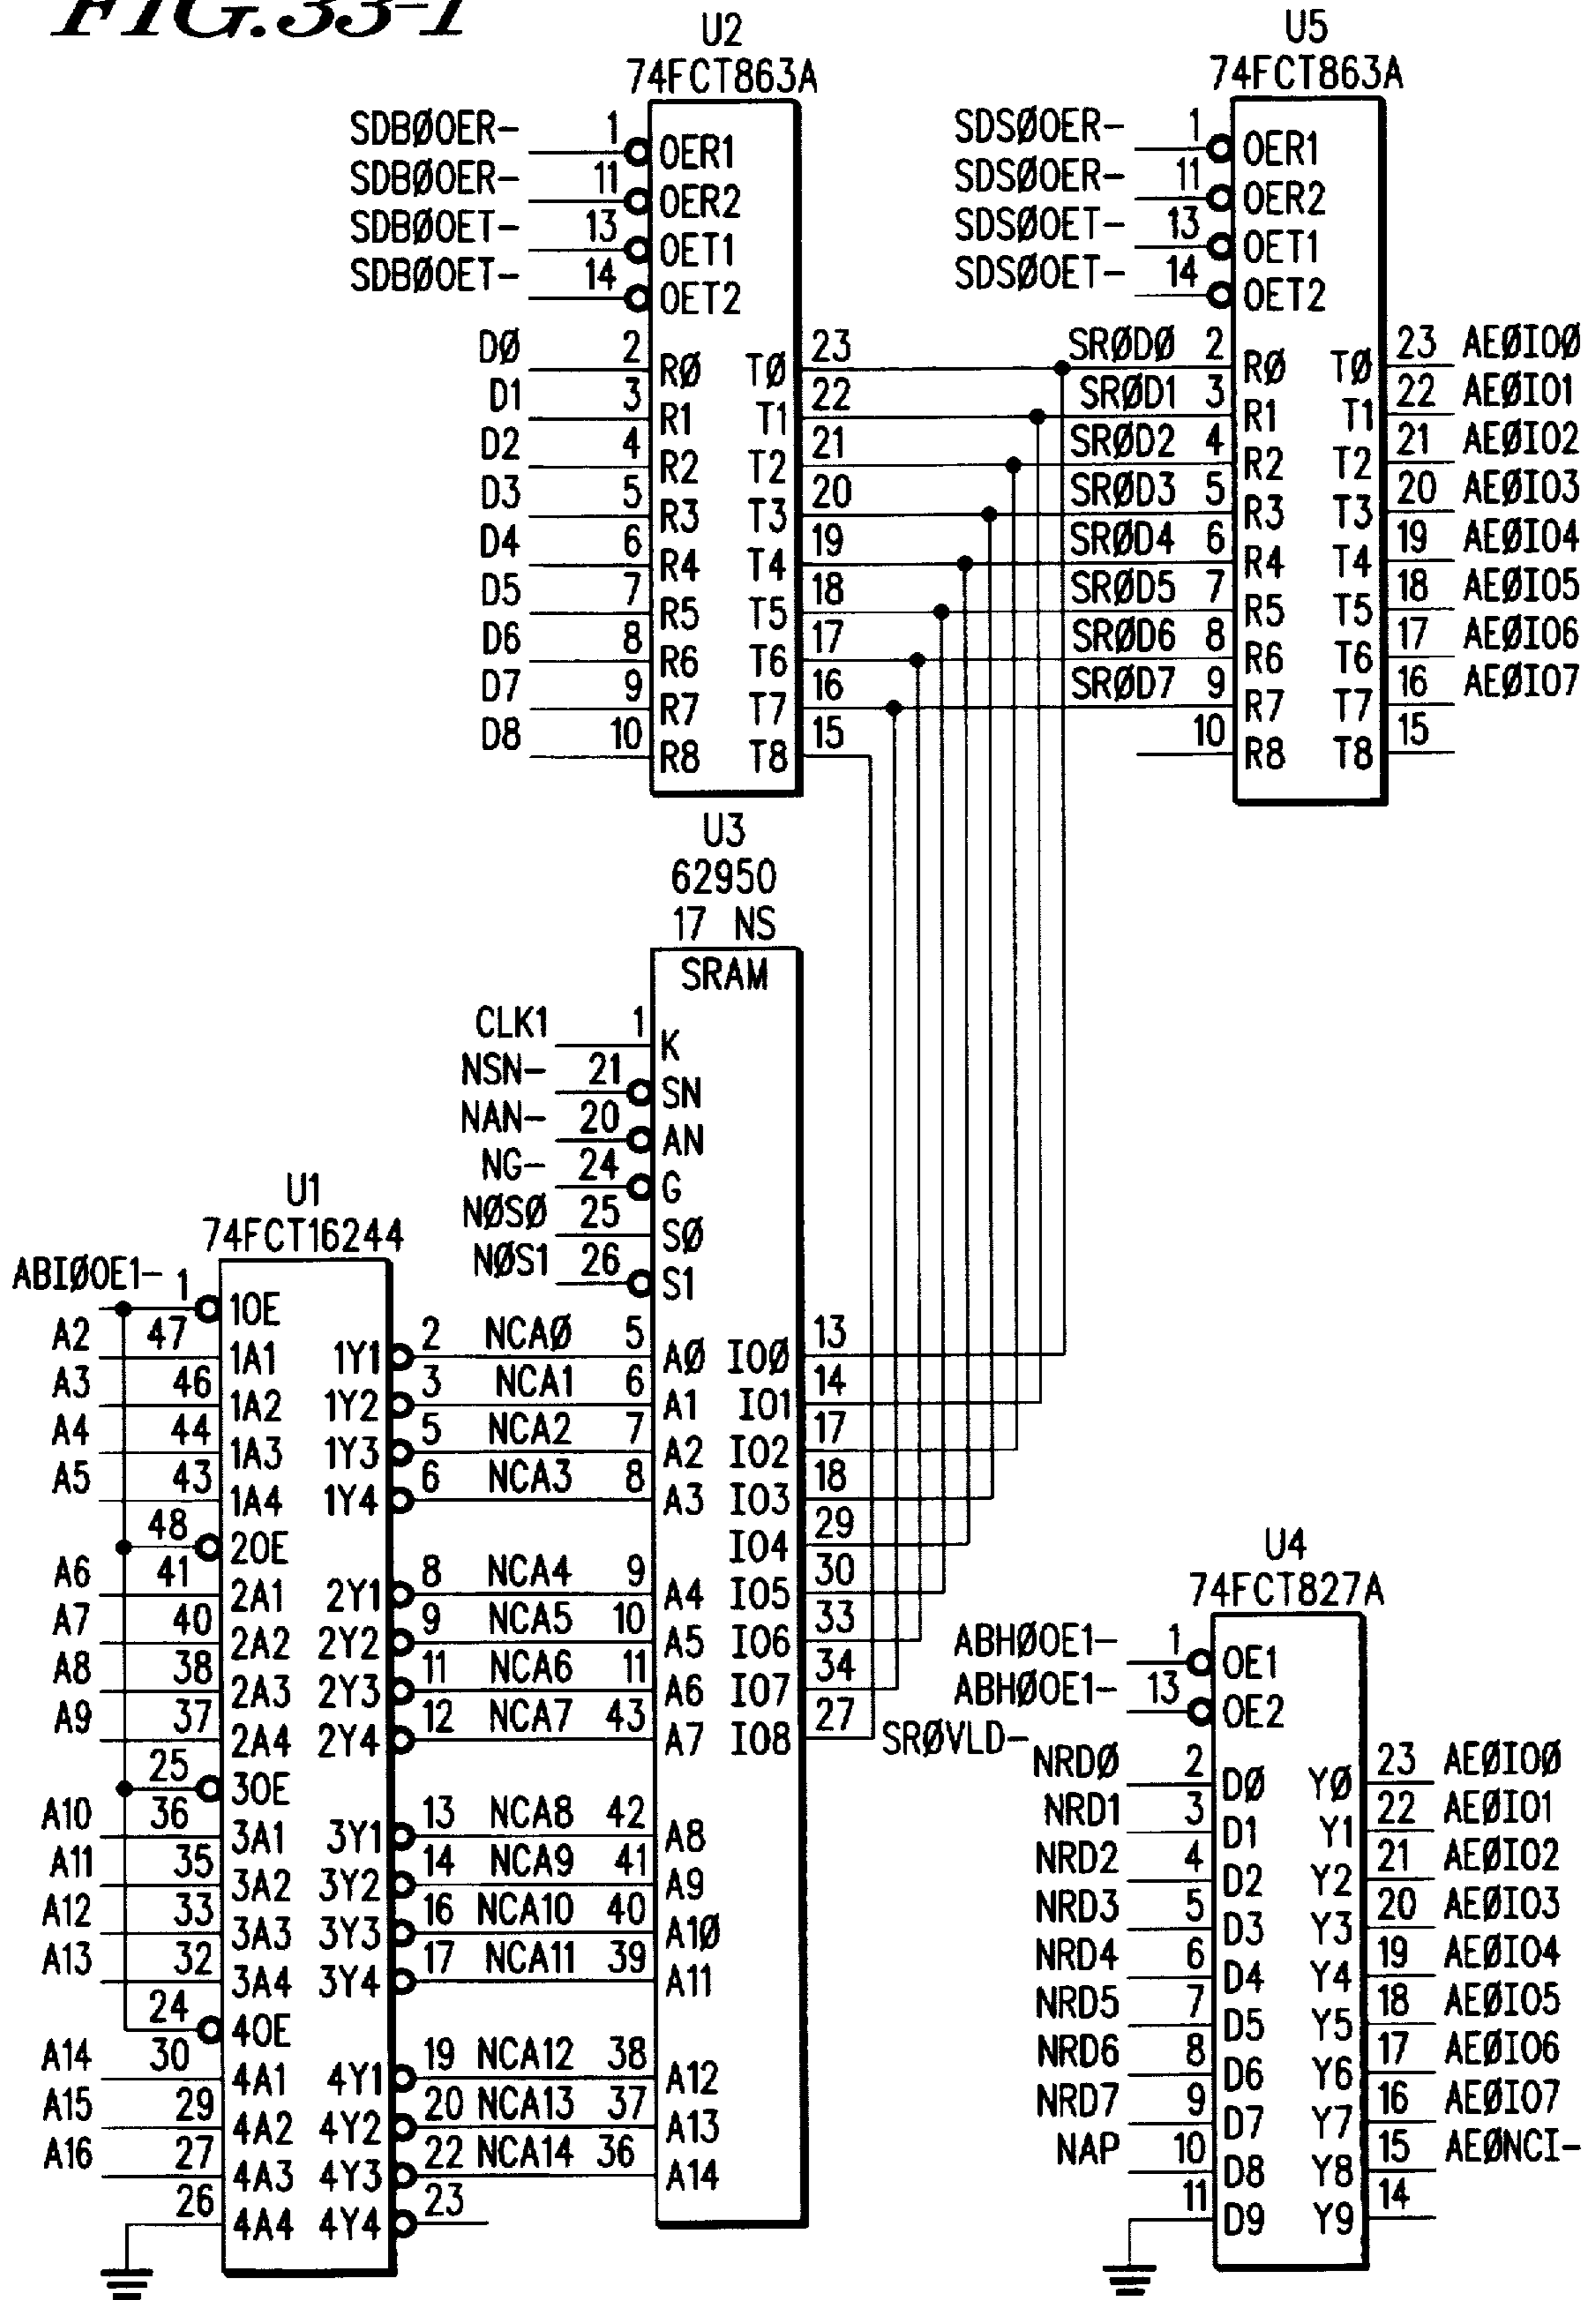 FIG.33-1
U2
74FCT863A
SDBØOER- 1 OER1
SDBØOER- 11 OER2
SDBØOET- 13 OET1
SDBØOET- 14 OET2
DØ 2 RØ TØ 23
D1 3 R1 T1 22
D2 4 R2 T2 21
D3 5 R3 T3 20
D4 6 R4 T4 19
D5 7 R5 T5 18
D6 8 R6 T6 17
D7 9 R7 T7 16
D8 10 R8 T8 15
U5
74FCT863A
SDSØOER- 1 OER1
SDSØOER- 11 OER2
SDSØOET- 13 OET1
SDSØOET- 14 OET2
SRØDØ 2 RØ TØ 23 AEØIOØ
SRØD1 3 R1 T1 22 AEØIO1
SRØD2 4 R2 T2 21 AEØIO2
SRØD3 5 R3 T3 20 AEØIO3
SRØD4 6 R4 T4 19 AEØIO4
SRØD5 7 R5 T5 18 AEØIO5
SRØD6 8 R6 T6 17 AEØIO6
SRØD7 9 R7 T7 16 AEØIO7
10 R8 T8 15
U3
62950
17 NS
SRAM
CLK1 1 K
NSN- 21 SN
NAN- 20 AN
NG- 24 G
NØSØ 25 SØ
NØS1 26 S1
NCAØ 5 AØ IOØ 13
NCA1 6 A1 IO1 14
NCA2 7 A2 IO2 17
NCA3 8 A3 IO3 18
IO4 29
NCA4 9 A4 IO5 30
NCA5 10 A5 IO6 33
NCA6 11 A6 IO7 34
NCA7 43 A7 IO8 27 SRØVLD-
NCA8 42 A8
NCA9 41 A9
NCA10 40 A1Ø
NCA11 39 A11
NCA12 38 A12
NCA13 37 A13
NCA14 36 A14
U1
74FCT16244
ABIØOE1- 1 1OE
A2 47 1A1 1Y1 2
A3 46 1A2 1Y2 3
A4 44 1A3 1Y3 5
A5 43 1A4 1Y4 6
48 2OE
A6 41 2A1 2Y1 8
A7 40 2A2 2Y2 9
A8 38 2A3 2Y3 11
A9 37 2A4 2Y4 12
25 3OE
A10 36 3A1 3Y1 13
A11 35 3A2 3Y2 14
A12 33 3A3 3Y3 16
A13 32 3A4 3Y4 17
24 4OE
A14 30 4A1 4Y1 19
A15 29 4A2 4Y2 20
A16 27 4A3 4Y3 22
26 4A4 4Y4 23
U4
74FCT827A
ABHØOE1- 1 OE1
ABHØOE1- 13 OE2
NRDØ 2 DØ YØ 23 AEØIOØ
NRD1 3 D1 Y1 22 AEØIO1
NRD2 4 D2 Y2 21 AEØIO2
NRD3 5 D3 Y3 20 AEØIO3
NRD4 6 D4 Y4 19 AEØIO4
NRD5 7 D5 Y5 18 AEØIO5
NRD6 8 D6 Y6 17 AEØIO6
NRD7 9 D7 Y7 16 AEØIO7
NAP 10 D8 Y8 15 AEØNCI-
11 D9 Y9 14